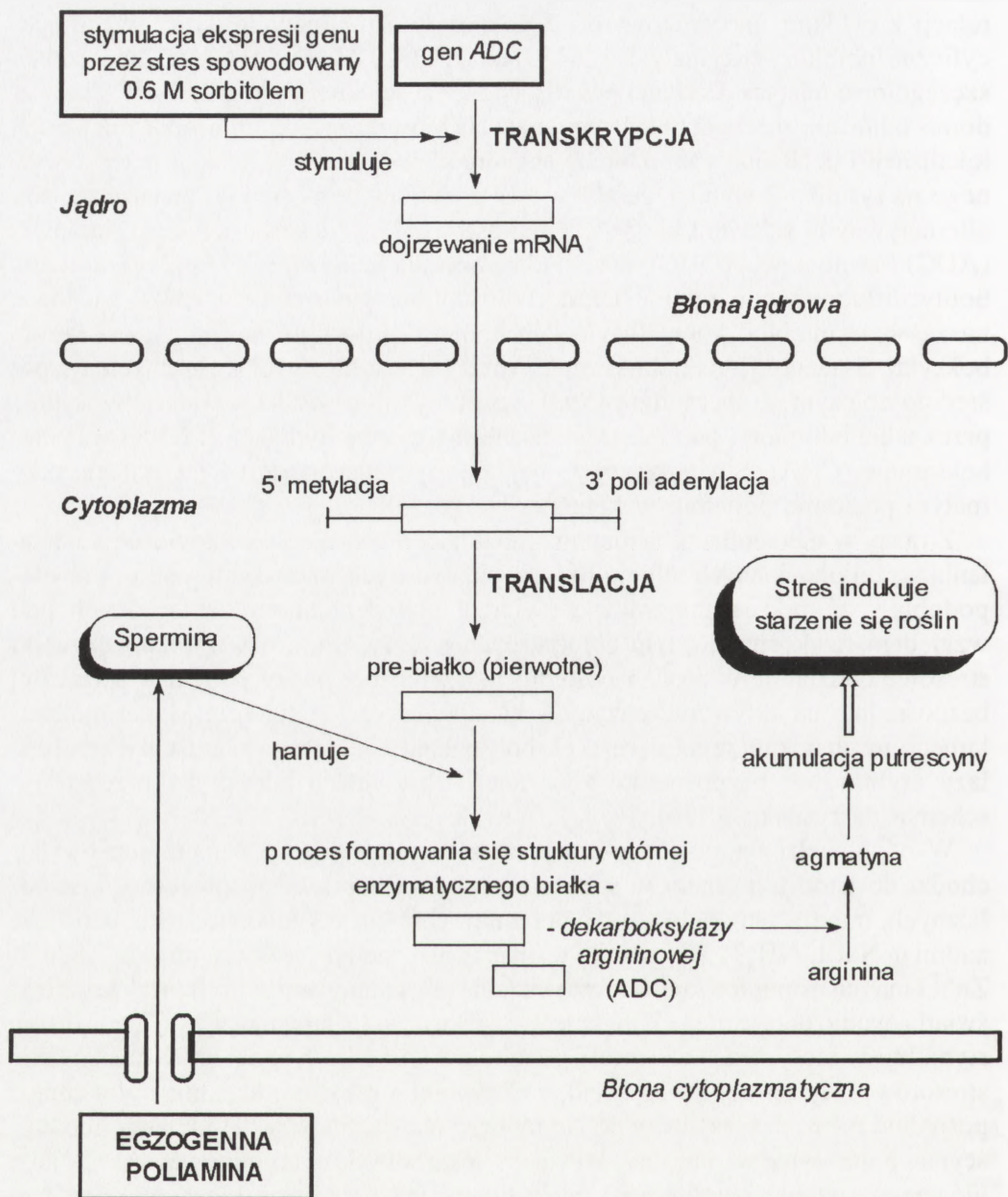 stymulacja ekspresji genu
przez stres spowodowany
0.6 M sorbitolem
gen ADC
TRANSKRYPCJA
stymuluje
Jądro
dojrzewanie mRNA
Błona jądrowa
5' metylacja
3' poli adenylacja
Cytoplazma
TRANSLACJA
Stres indukuje
starzenie się roślin
Spermina
pre-białko (pierwotne)
hamuje
akumulacja putrescyny
proces formowania się struktury wtórnej
enzymatycznego białka -
agmatyna
- dekarboksylazy
argininowej
(ADC)
arginina
Błona cytoplazmatyczna
EGZOGENNA
POLIAMINA